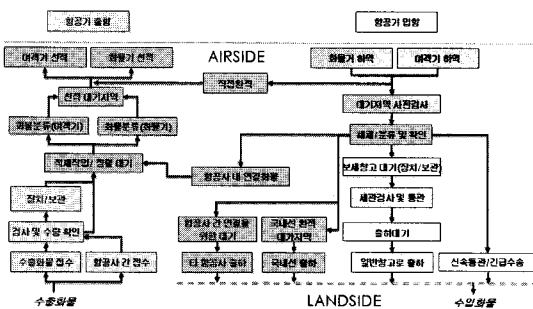 항공기 출항
항공기 입항
여객기 선적
화물기 선적
AIRSIDE
화물기 하역
여객기 하역
직접환적
선적 대기지역
대기지역 사전검사
화물분류(여객기)
화물분류(화물기)
해체/분류 및 확인
적재작업/ 정렬 대기
항공사 내 연결화물
보세창고 대기(장치/보관)
장치/보관
세관검사 및 통관
검사 및 수량 확인
항공사 간 연결을
위한 대기
국내선 환적
대기지역
출하대기
수출화물 접수
항공사 간 접수
타 항공사 출하
국내선 출하
일반창고로 출하
신속통관/긴급수송
수출화물
LANDSIDE
수입화물